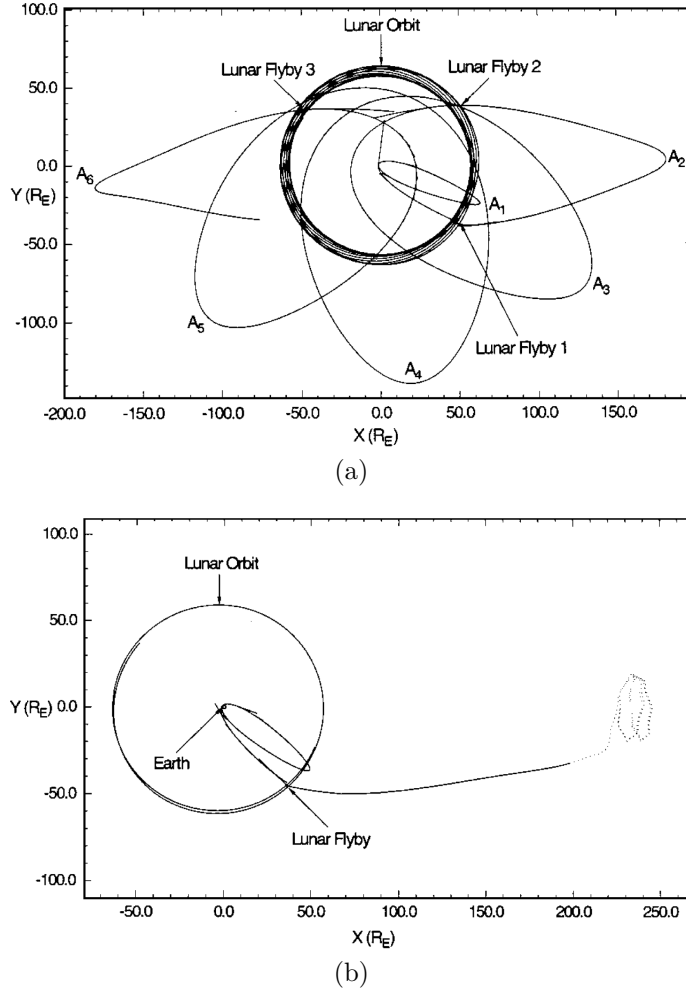 100.0
Lunar Orbit
Lunar Flyby 3
Lunar Flyby 2
50.0
A6
0.0
A2
Y (RE)
A1
-50.0
A3
-100.0
A5
Lunar Flyby 1
A4
-200.0 -150.0 -100.0 -50.0 0.0 50.0 100.0 150.0
X (RE)
(a)
100.0
Lunar Orbit
50.0
Y (RE) 0.0
Earth
-50.0
Lunar Flyby
-100.0
-50.0 0.0 50.0 100.0 150.0 200.0 250.0
X (RE)
(b)